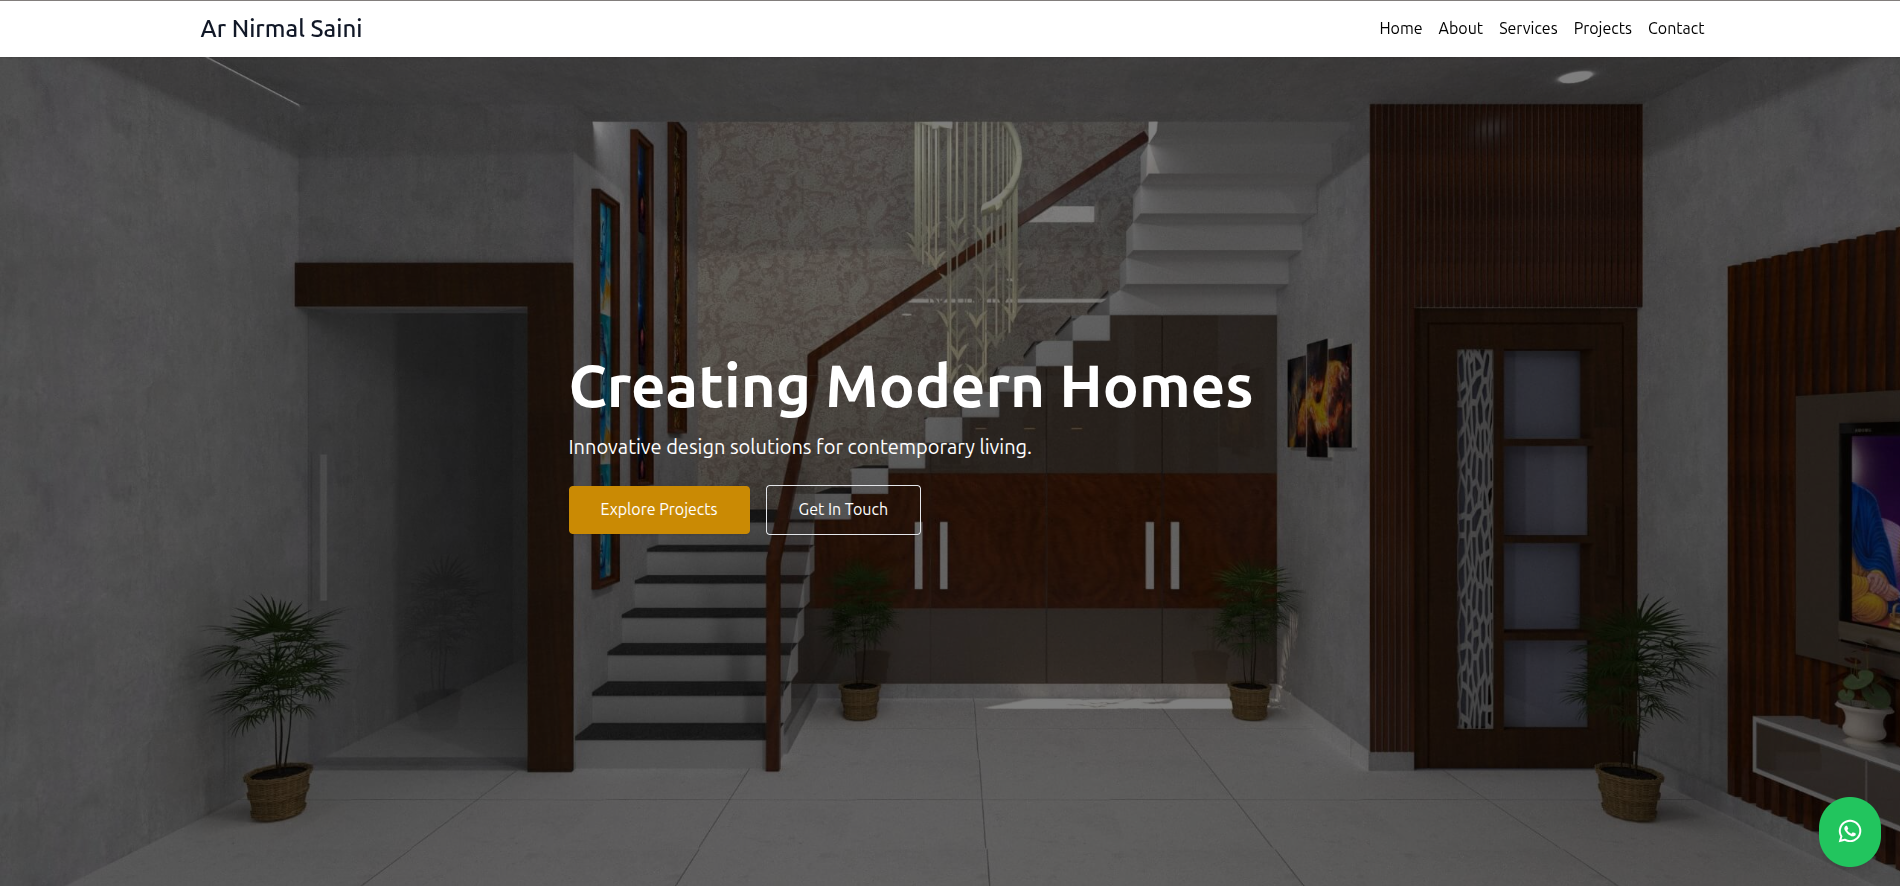 Ar Nirmal Saini
Home About Services Projects Contact
Creating Modern Homes
Innovative design solutions for contemporary living.
Explore Projects Get In Touch